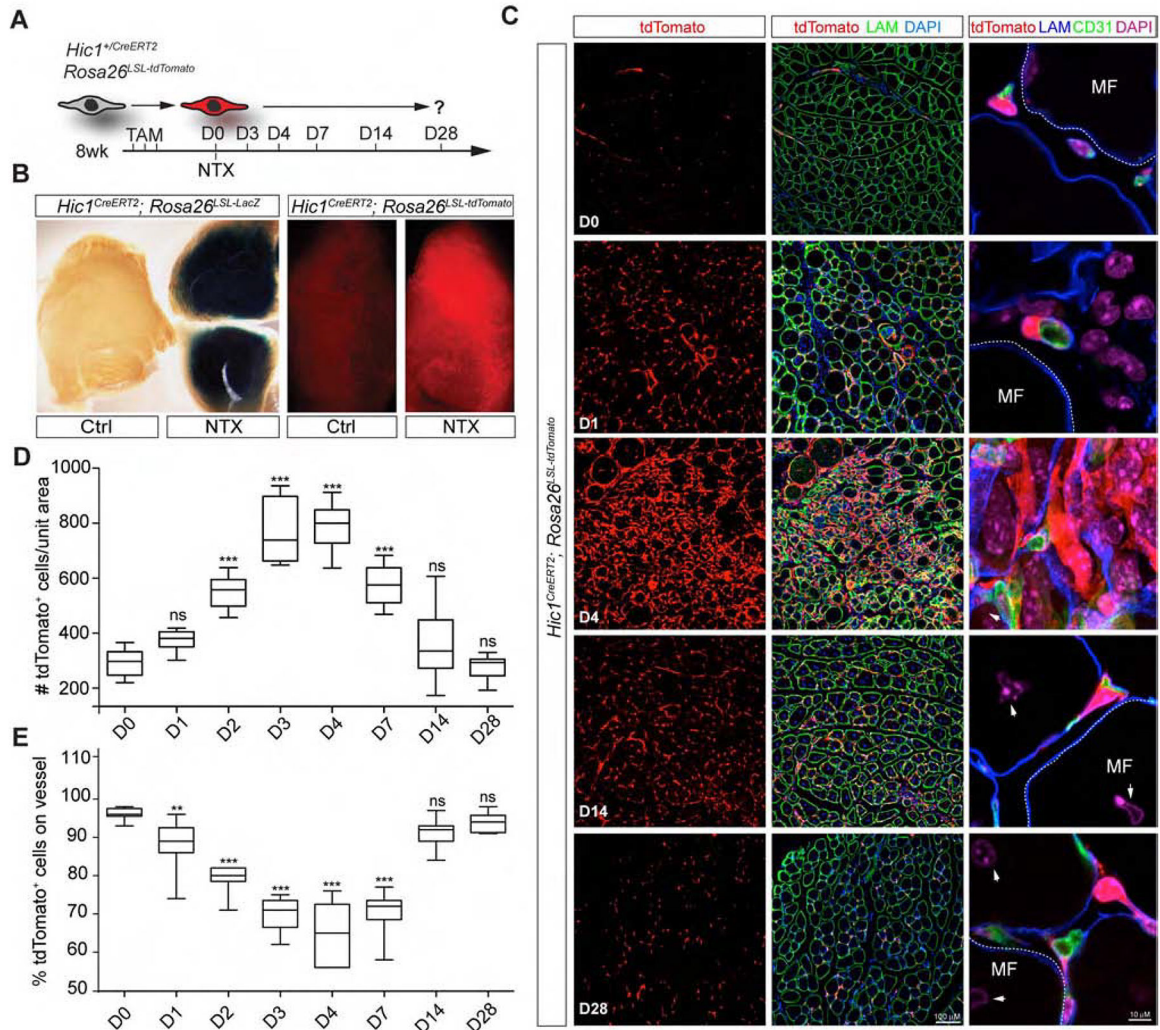 A
Hic1+/CreERT2
Rosa26LSL-tdTomato
?
TAM D0 D3 D4 D7 D14 D28
8wk
NTX
B
Hic1CreERT2; Rosa26LSL-LacZ Hic1CreERT2; Rosa26LSL-tdTomato
Ctrl NTX Ctrl NTX
D
# tdTomato+ cells/unit area
1000
800
600
400
200
ns
***
***
***
***
ns
ns
D0 D1 D2 D3 D4 D7 D14 D28
E
% tdTomato+ cells on vessel
110
100
90
80
70
60
50
**
***
***
***
***
ns
ns
D0 D1 D2 D3 D4 D7 D14 D28
C
tdTomato tdTomato LAM DAPI tdTomato LAM CD31 DAPI
Hic1CreERT2; Rosa26LSL-tdTomato
D0
MF
D1
MF
D4
D14
MF
D28
100 µM
MF
10 µM